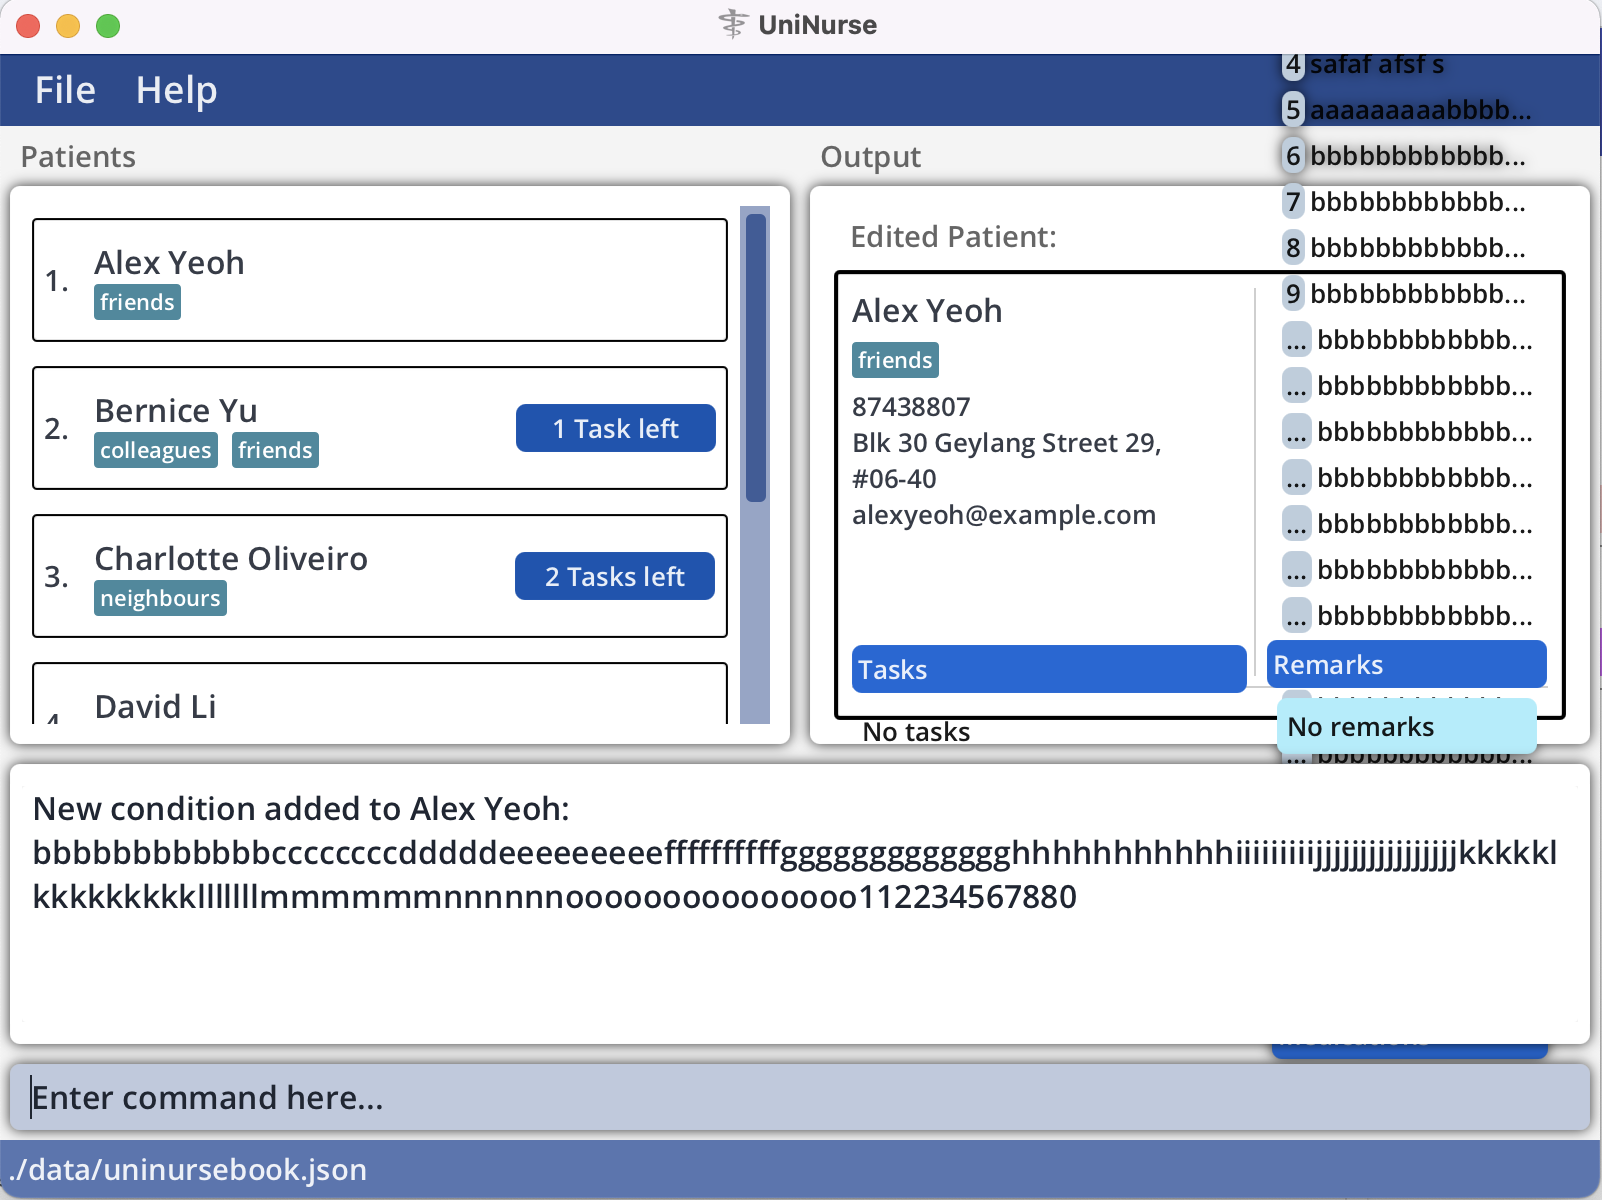 UniNurse
File Help
Patients
1. Alex Yeoh
friends
2. Bernice Yu
colleagues friends
1 Task left
3. Charlotte Oliveiro
neighbours
2 Tasks left
4. David Li
Output
Edited Patient:
Alex Yeoh
friends
87438807
Blk 30 Geylang Street 29,
#06-40
alexyeoh@example.com
Tasks
No tasks
4 safaf afsf s
5 aaaaaaaaabbbb...
6 bbbbbbbbbbbb...
7 bbbbbbbbbbbb...
8 bbbbbbbbbbbb...
9 bbbbbbbbbbbb...
... bbbbbbbbbbbb...
... bbbbbbbbbbbb...
... bbbbbbbbbbbb...
... bbbbbbbbbbbb...
... bbbbbbbbbbbb...
... bbbbbbbbbbbb...
... bbbbbbbbbbbb...
Remarks
No remarks
... bbbbbbbbbbbb...
New condition added to Alex Yeoh:
bbbbbbbbbbbbbccccccccdddddeeeeeeeeeffffffffffggggggggggggghhhhhhhhhhhiiiiiiiiiijjjjjjjjjjjjjjjjkkkkkl
kkkkkkkkkklllllllmmmmmmmnnnnnnooooooooooooooo112234567880
Enter command here...
./data/uninursebook.json